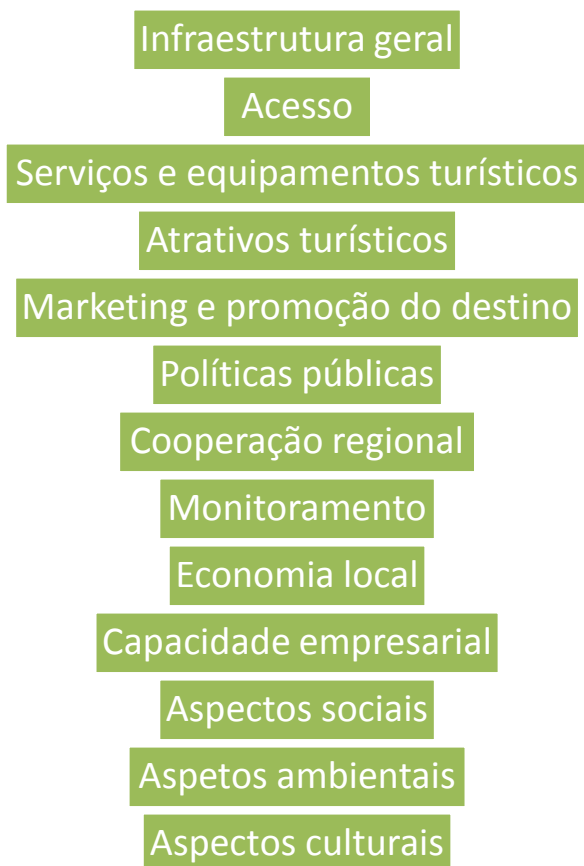 Infraestrutura geral
Acesso
Serviços e equipamentos turísticos
Atrativos turísticos
Marketing e promoção do destino
Políticas públicas
Cooperação regional
Monitoramento
Economia local
Capacidade empresarial
Aspectos sociais
Aspetos ambientais
Aspectos culturais